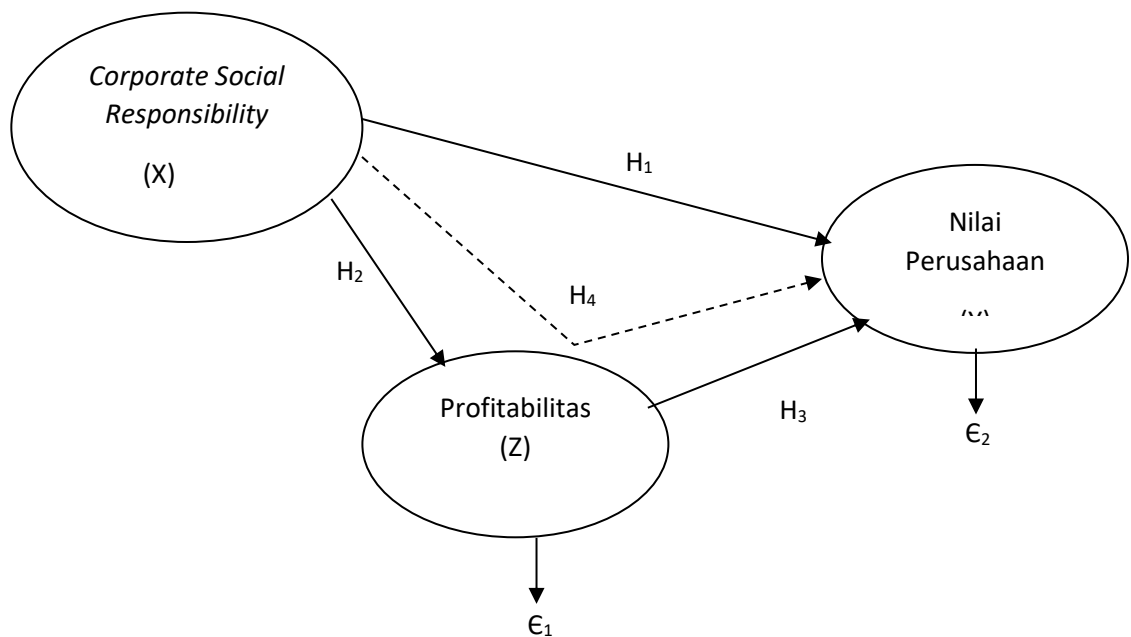 Corporate Social
Responsibility
(X)
H₁
Nilai
Perusahaan
H₂
H₄
Profitabilitas
(Z)
H₃
Є₂
Є₁